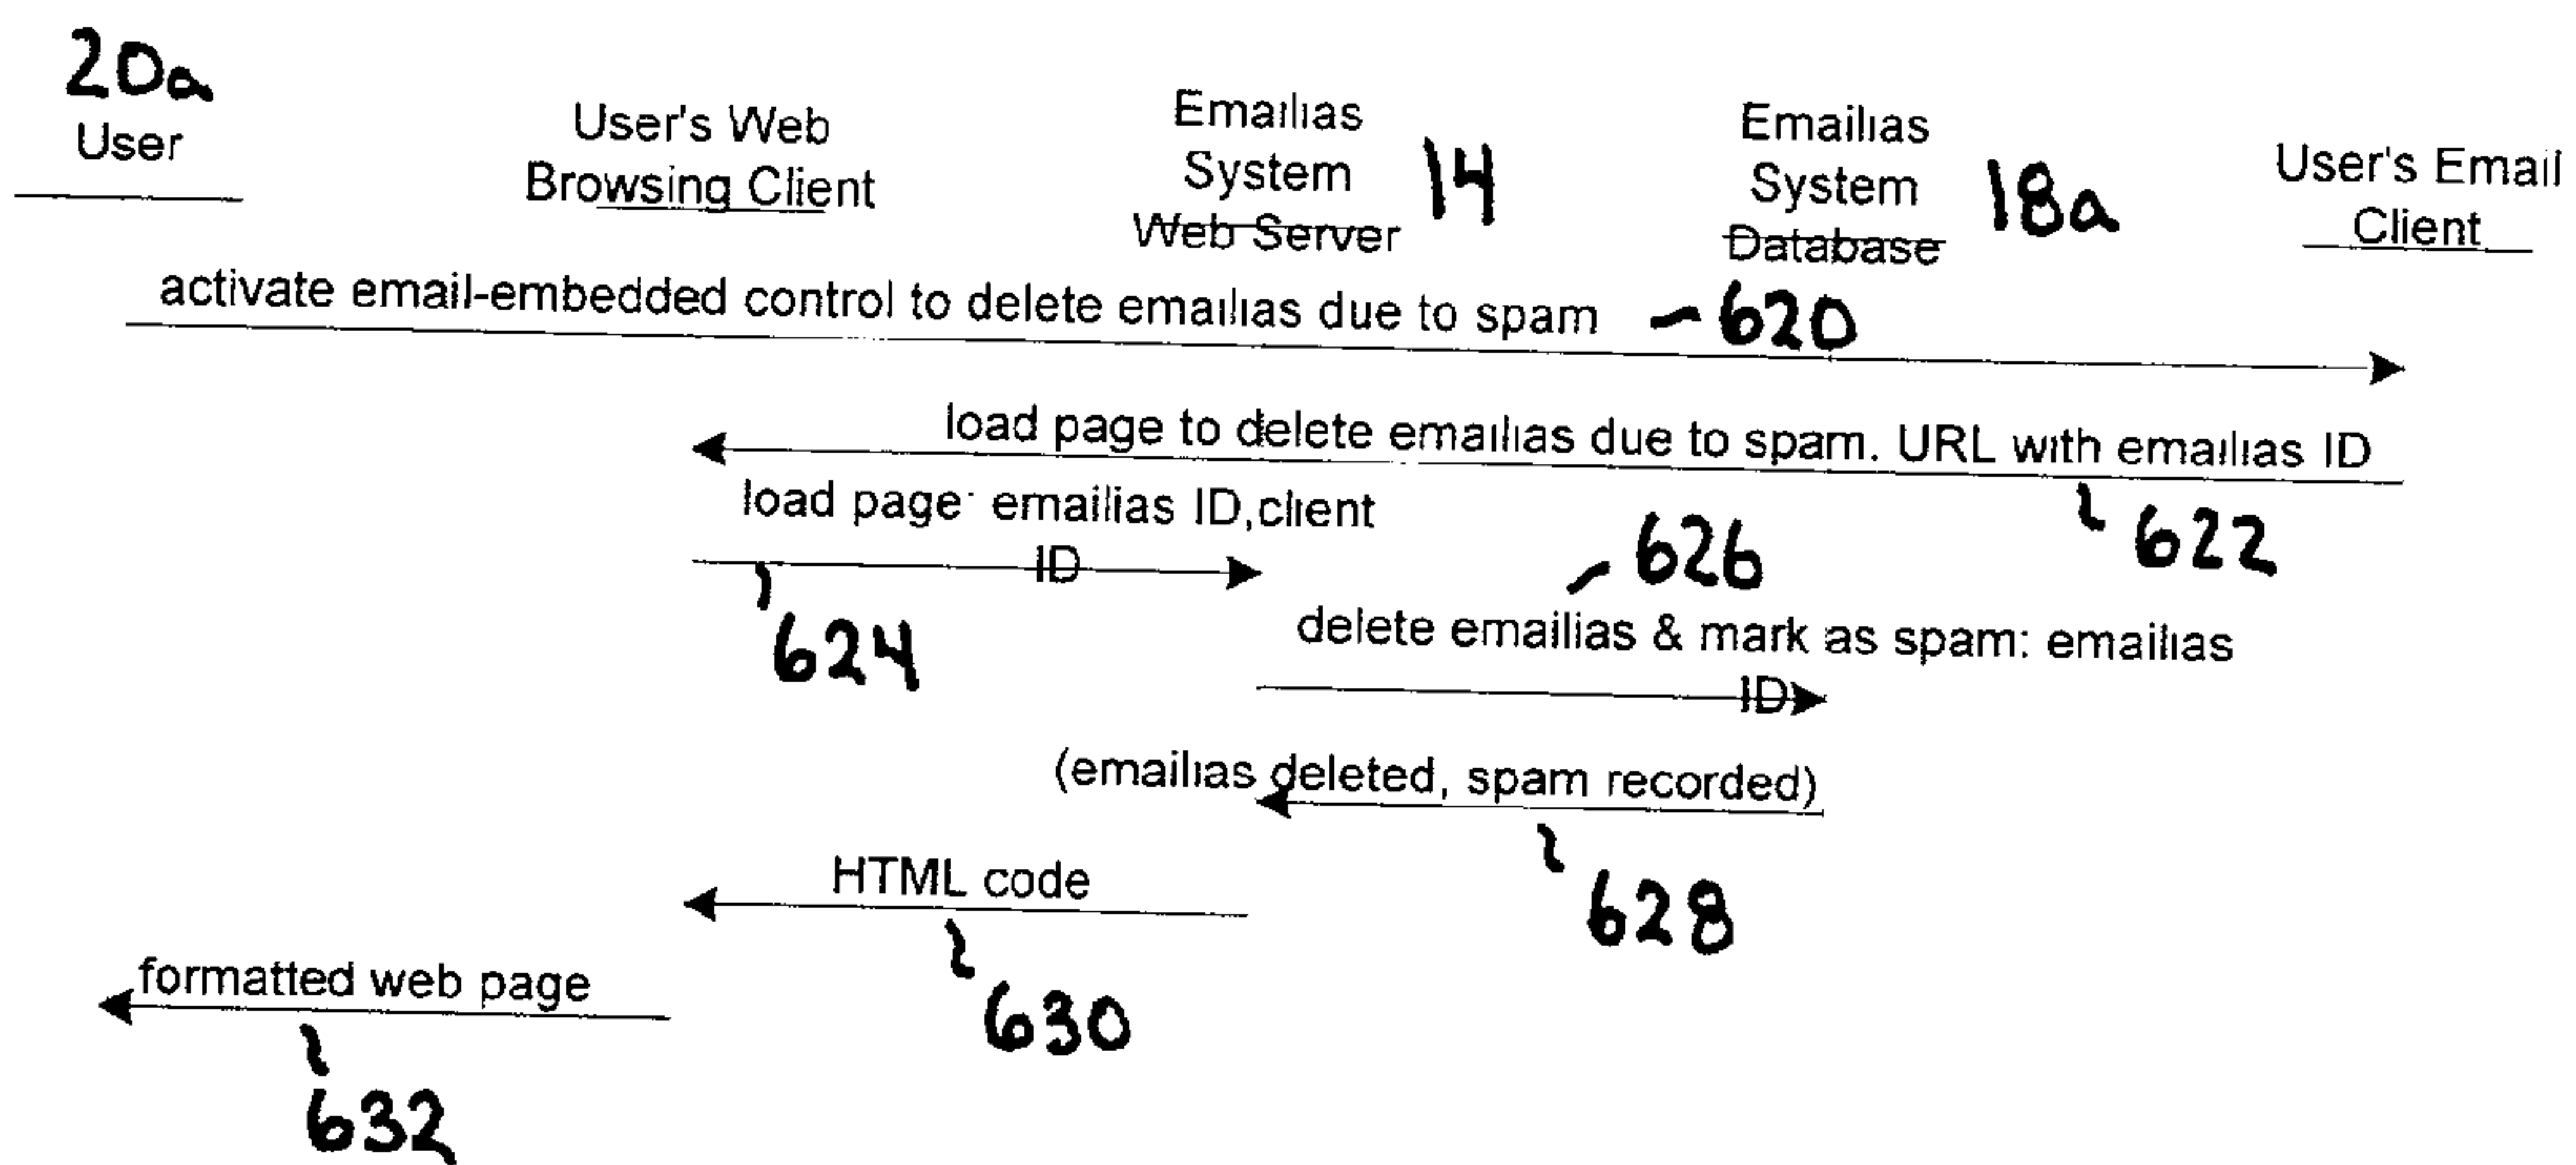 20a
User
User's Web
Browsing Client
Emailias
System
Web Server
14
Emailias
System
Database
18a
User's Email
Client
activate email-embedded control to delete emailias due to spam
620
load page to delete emailias due to spam. URL with emailias ID
622
load page: emailias ID,client
ID
624
626
delete emailias & mark as spam: emailias
ID
(emailias deleted, spam recorded)
628
HTML code
630
formatted web page
632